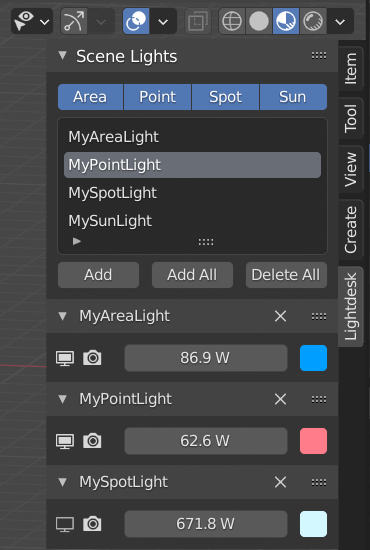 Scene Lights
Area Point Spot Sun
MyAreaLight
MyPointLight
MySpotLight
MySunLight
Add Add All Delete All
MyAreaLight
86.9 W
MyPointLight
62.6 W
MySpotLight
671.8 W
Item
Tool
View
Create
Lightdesk